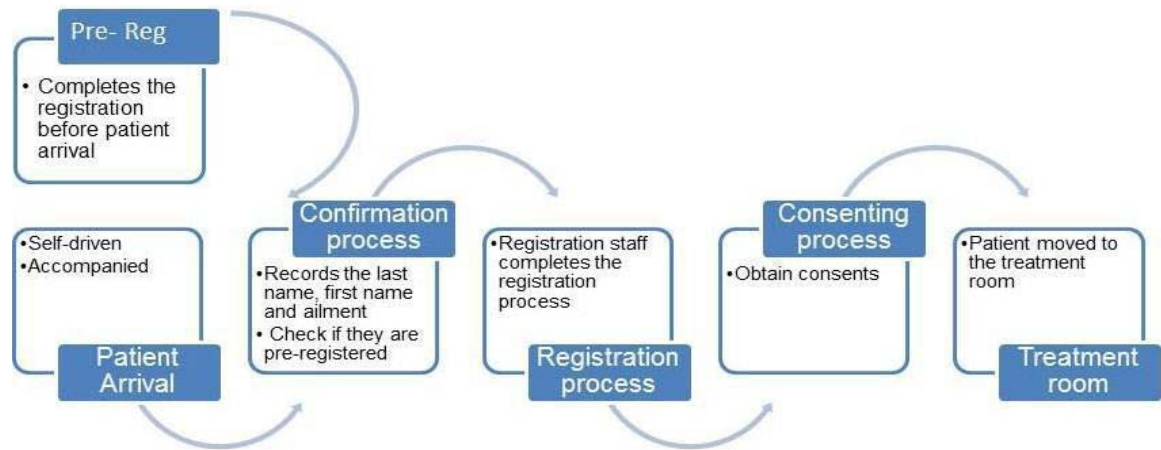 Pre- Reg
• Completes the
registration
before patient
arrival
•Self-driven
•Accompanied
Patient
Arrival
Confirmation
process
•Records the last
name, first name
and ailment
• Check if they are
pre-registered
•Registration staff
completes the
registration
process
Registration
process
Consenting
process
•Obtain consents
•Patient moved to
the treatment
room
Treatment
room